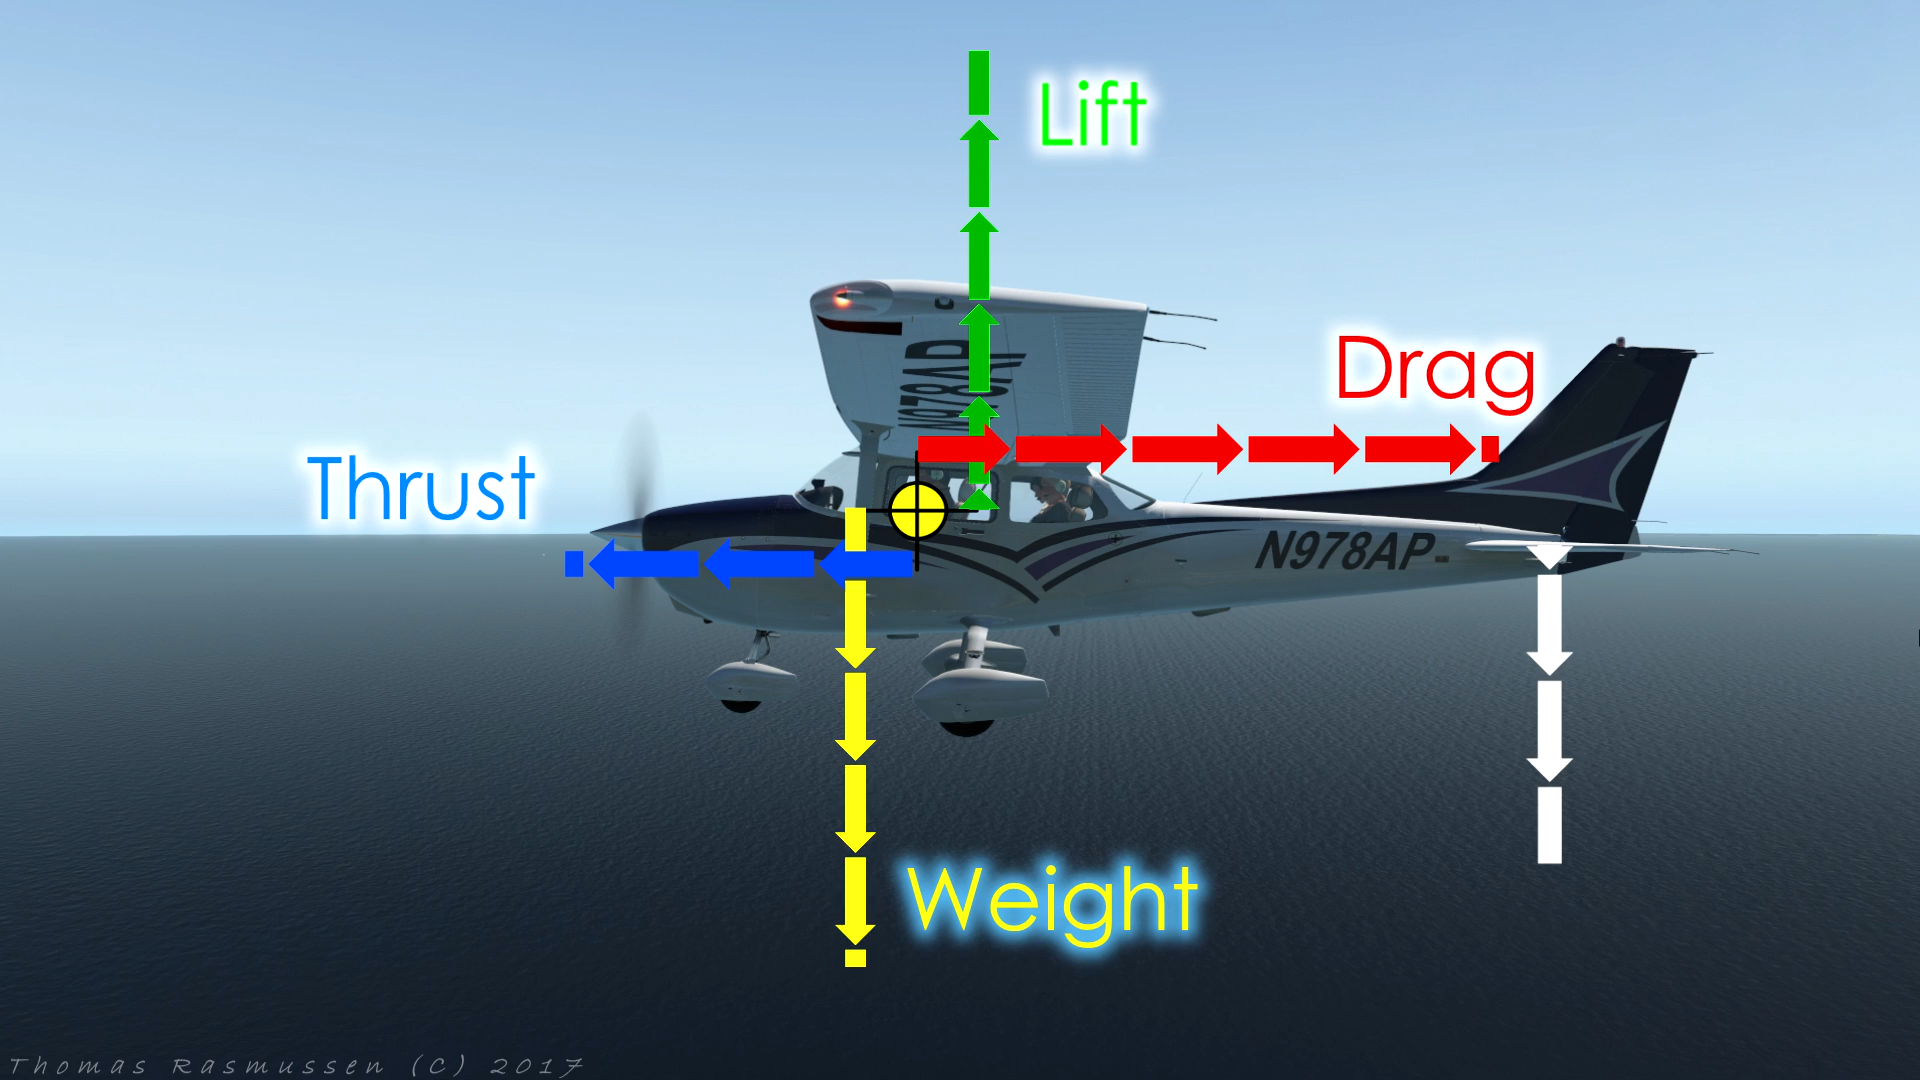 Lift
Drag
Thrust
N978AP
N978AP
Weight
Thomas Rasmussen (C) 2017